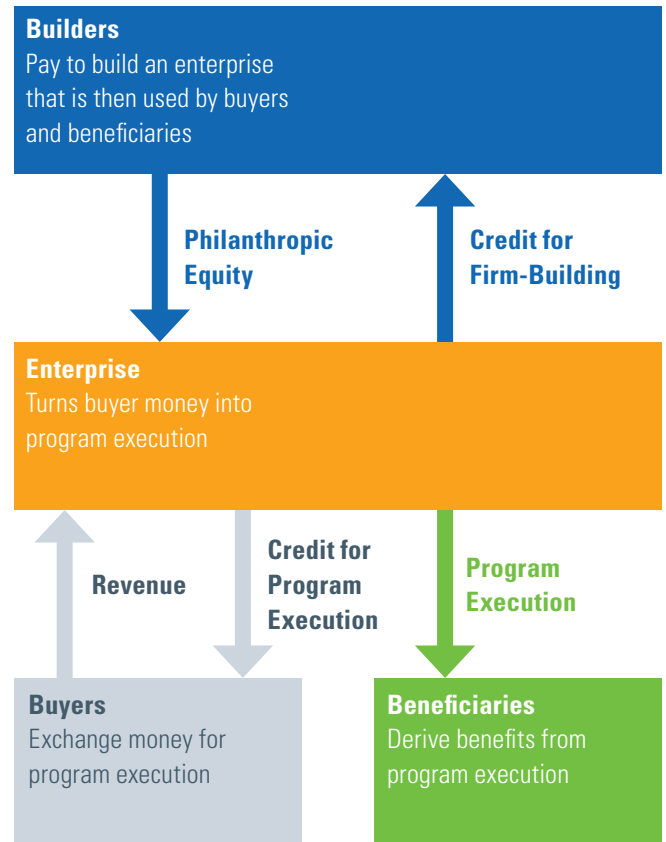 Builders
Pay to build an enterprise
that is then used by buyers
and beneficiaries
Philanthropic
Equity
Credit for
Firm-Building
Enterprise
Turns buyer money into
program execution
Revenue
Credit for
Program
Execution
Program
Execution
Buyers
Exchange money for
program execution
Beneficiaries
Derive benefits from
program execution